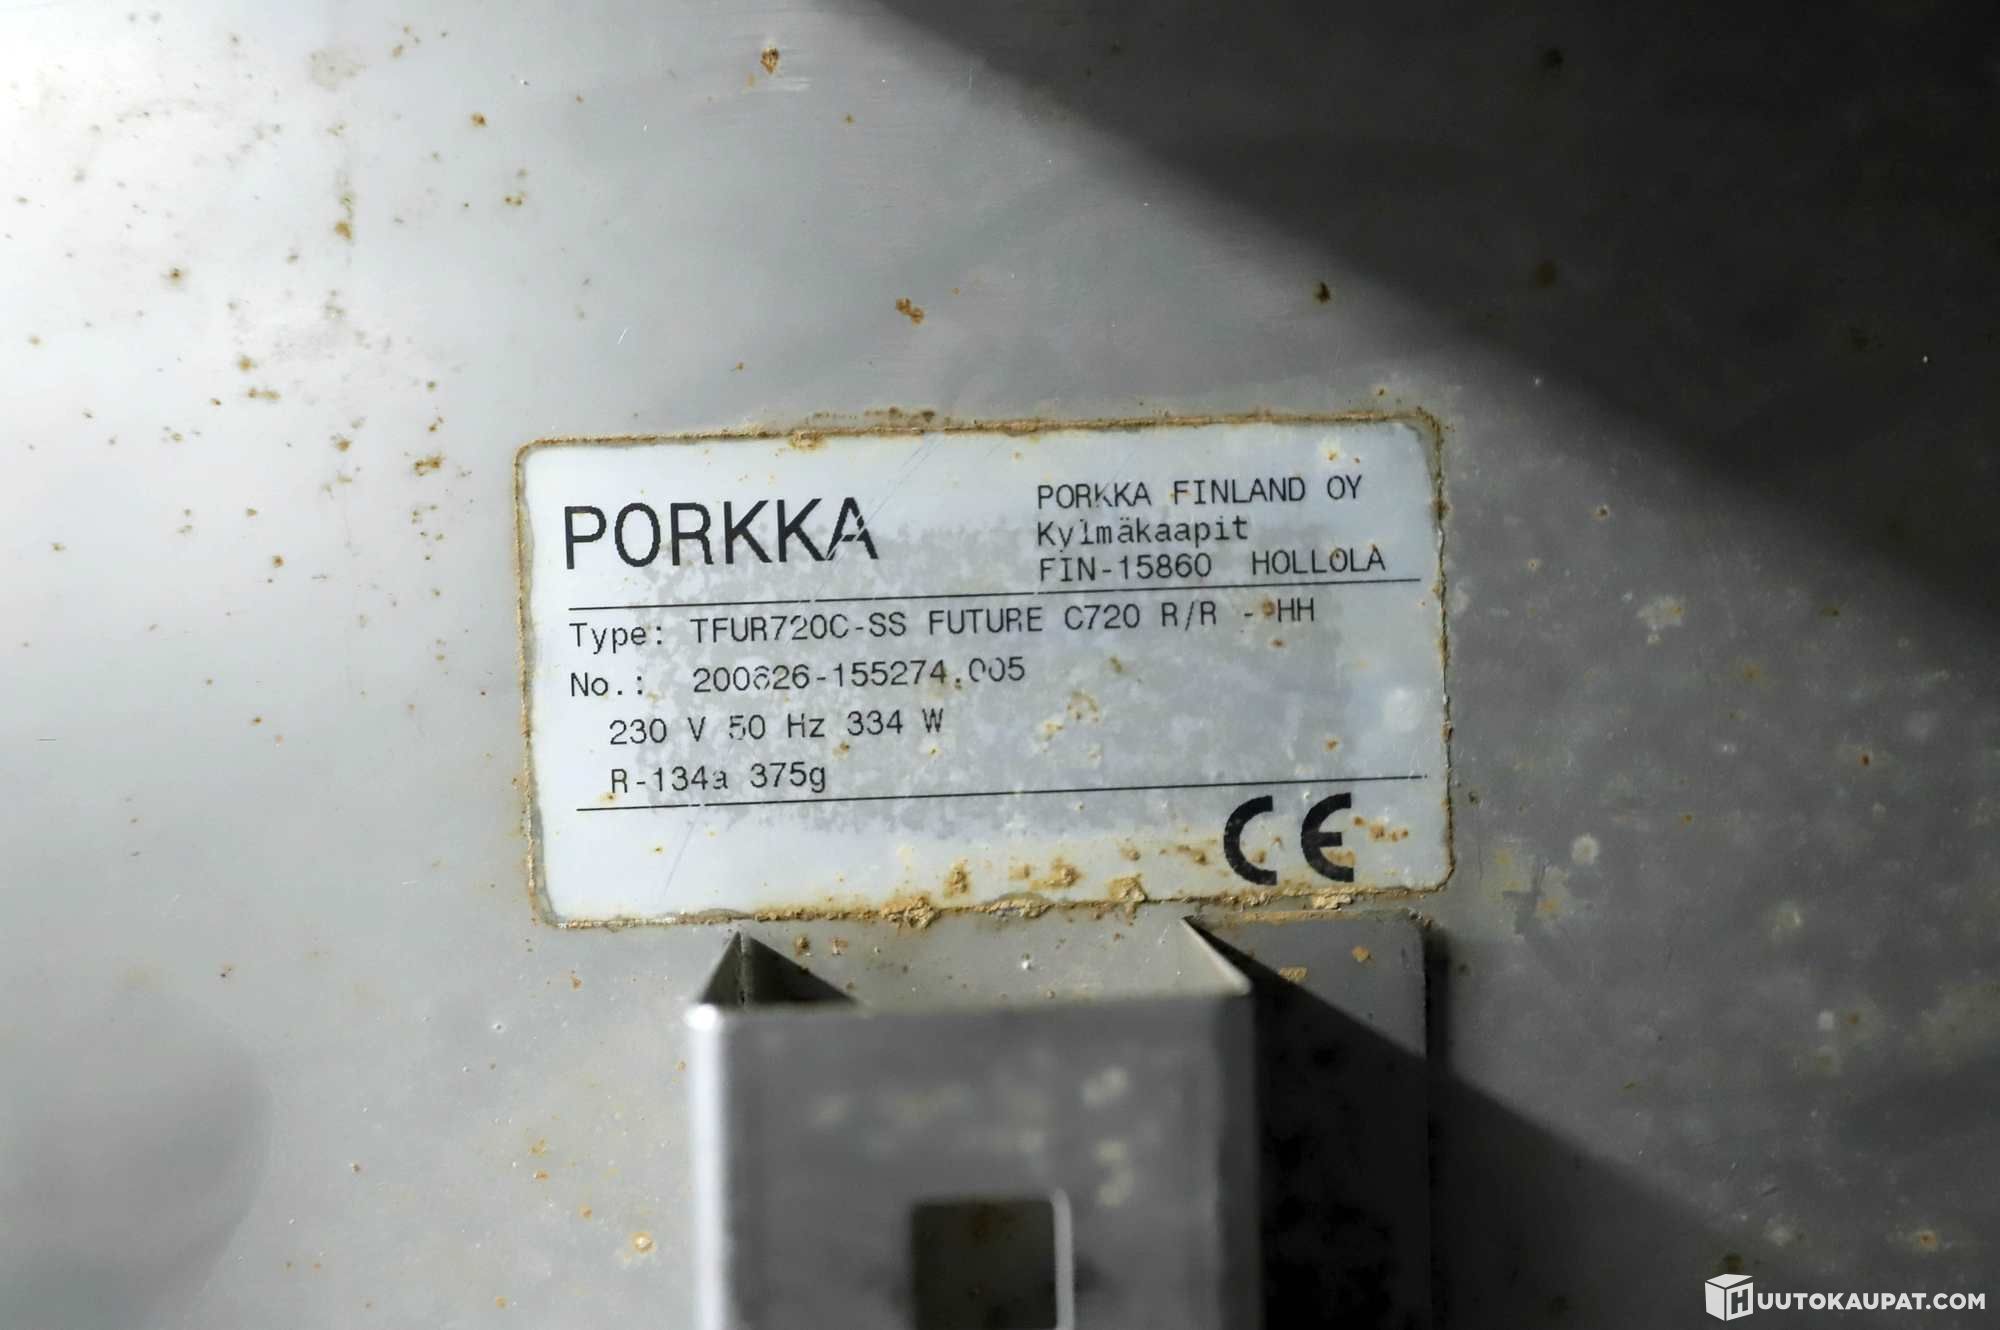 PORKKA
PORKKA FINLAND OY
Kylmäkaapit
FIN-15860 HOLLOLA
Type: TFUR720C-SS FUTURE C720 R/R - HH
No.: 200626-155274.005
230 V 50 Hz 334 W
R-134a 375g
CE
HUUTOKAUPAT.COM